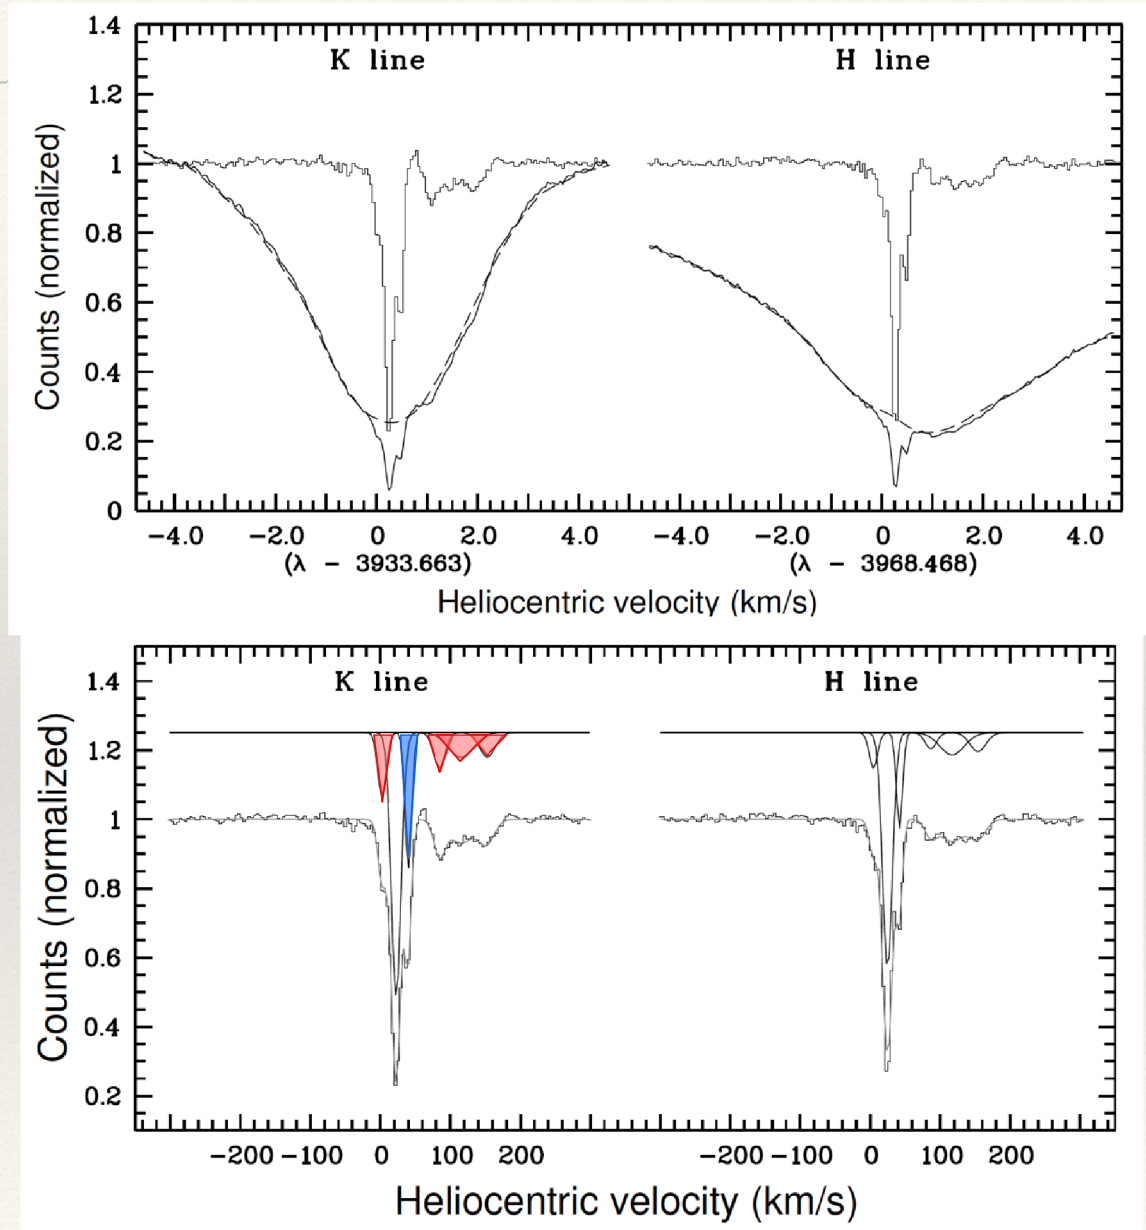 K line
H line
1.4
1.2
1
0.8
0.6
0.4
0.2
0
Counts (normalized)
−4.0 −2.0 0 2.0 4.0 −4.0 −2.0 0 2.0 4.0
(λ − 3933.663)
(λ − 3968.468)
Heliocentric velocity (km/s)
K line
H line
1.4
1.2
1
0.8
0.6
0.4
0.2
Counts (normalized)
−200 −100 0 100 200 −200 −100 0 100 200
Heliocentric velocity (km/s)